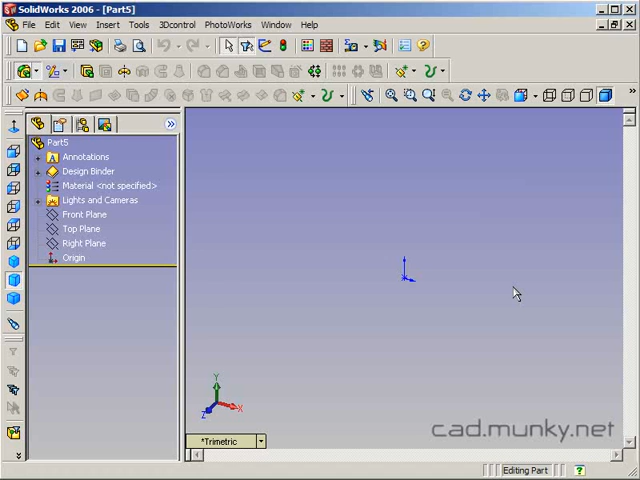 SolidWorks 2006 - [Part5]
File Edit View Insert Tools 3Dcontrol PhotoWorks Window Help
Part5
Annotations
Design Binder
Material <not specified>
Lights and Cameras
Front Plane
Top Plane
Right Plane
Origin
Y
Z
X
*Trimetric
cad.munky.net
Editing Part